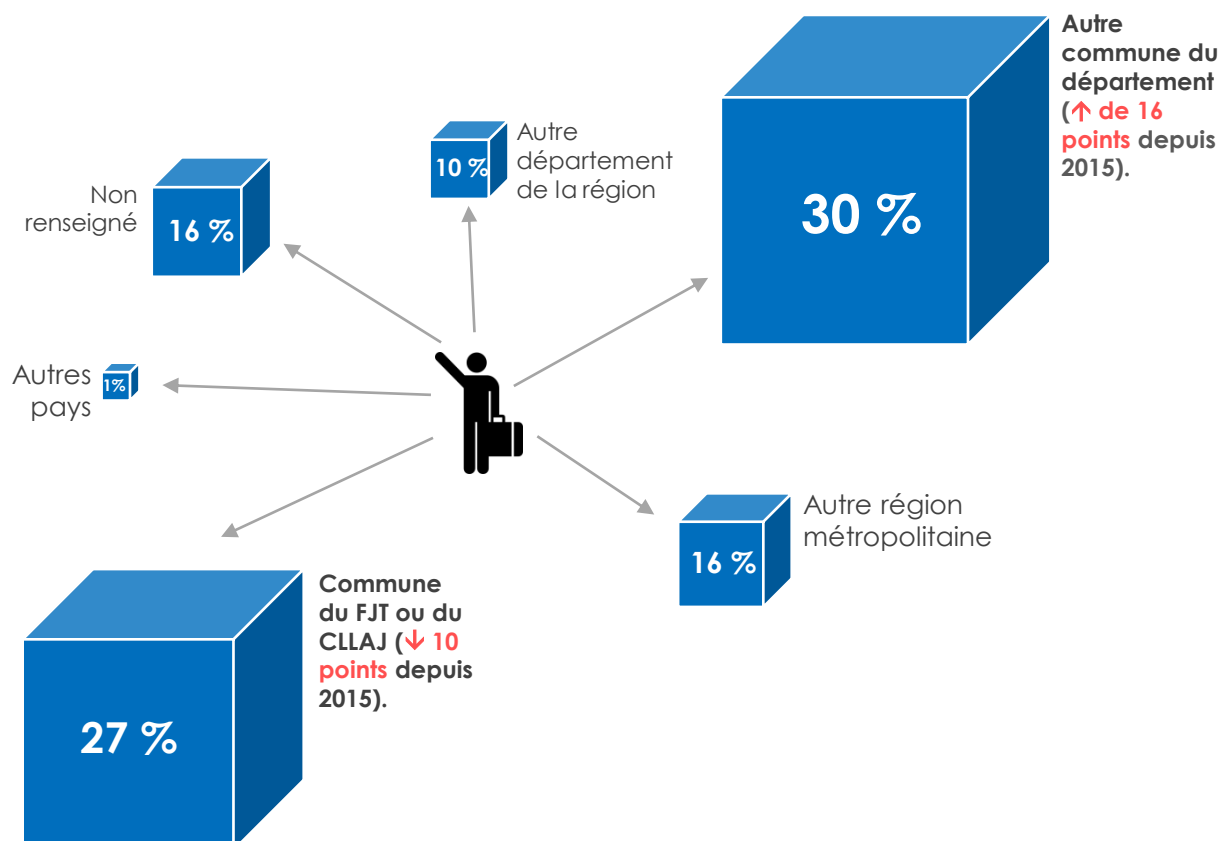 Autre
commune du
département
(↑ de 16
points depuis
2015).
30 %
Autre
département
de la région
10 %
Non
renseigné
16 %
Autres
pays
1%
Autre région
métropolitaine
16 %
Commune
du FJT ou du
CLLAJ (↓ 10
points depuis
2015).
27 %